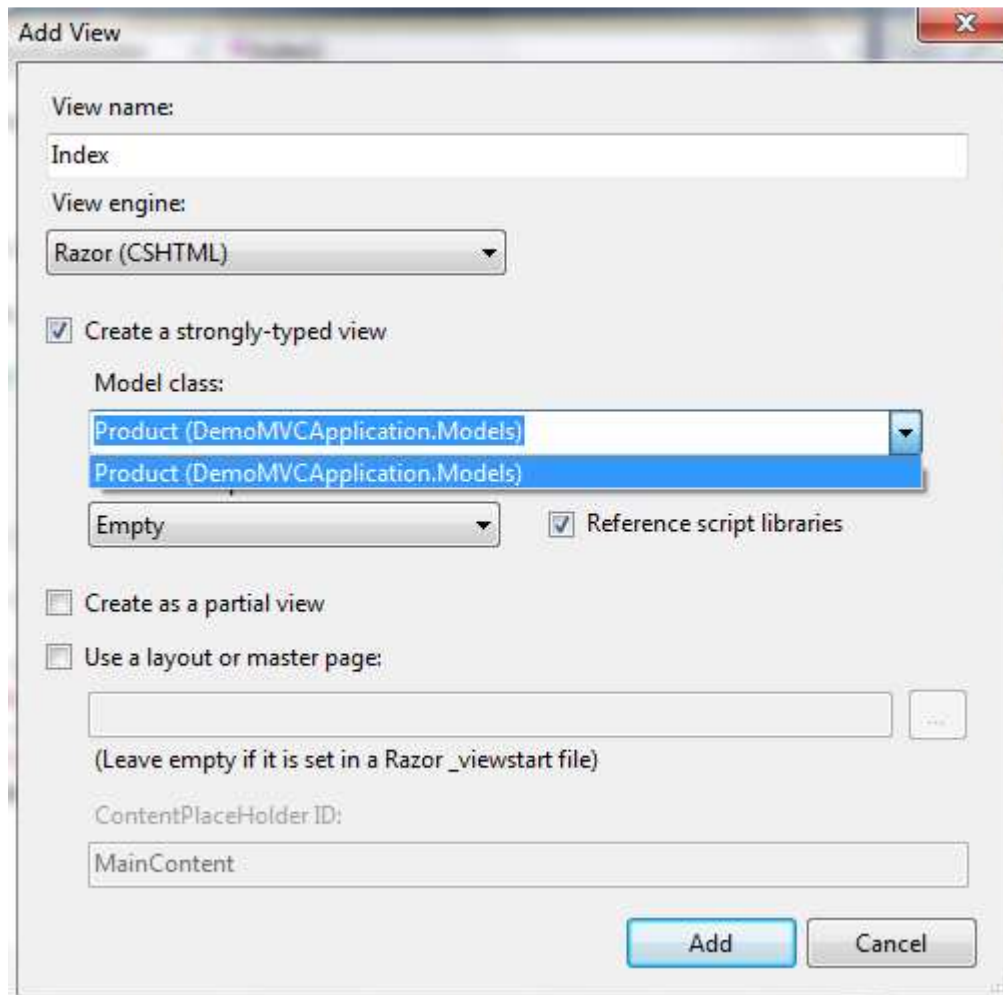 Add View
View name:
Index
View engine:
Razor (CSHTML)
Create a strongly-typed view
Model class:
Product (DemoMVCApplication.Models)
Product (DemoMVCApplication.Models)
Empty
Reference script libraries
Create as a partial view
Use a layout or master page:
...
(Leave empty if it is set in a Razor _viewstart file)
ContentPlaceHolder ID:
MainContent
Add
Cancel